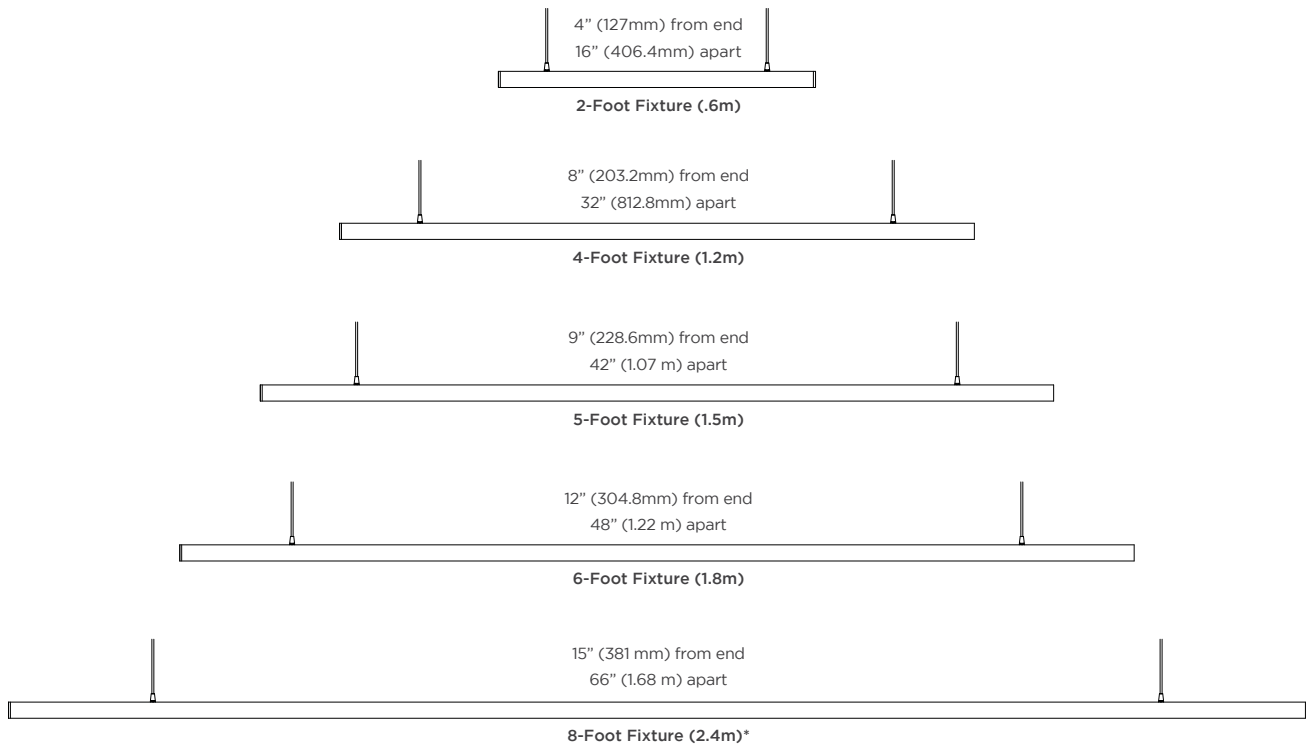 4” (127mm) from end
16” (406.4mm) apart
2-Foot Fixture (.6m)
8” (203.2mm) from end
32” (812.8mm) apart
4-Foot Fixture (1.2m)
9” (228.6mm) from end
42” (1.07 m) apart
5-Foot Fixture (1.5m)
12” (304.8mm) from end
48” (1.22 m) apart
6-Foot Fixture (1.8m)
15” (381 mm) from end
66” (1.68 m) apart
8-Foot Fixture (2.4m)*